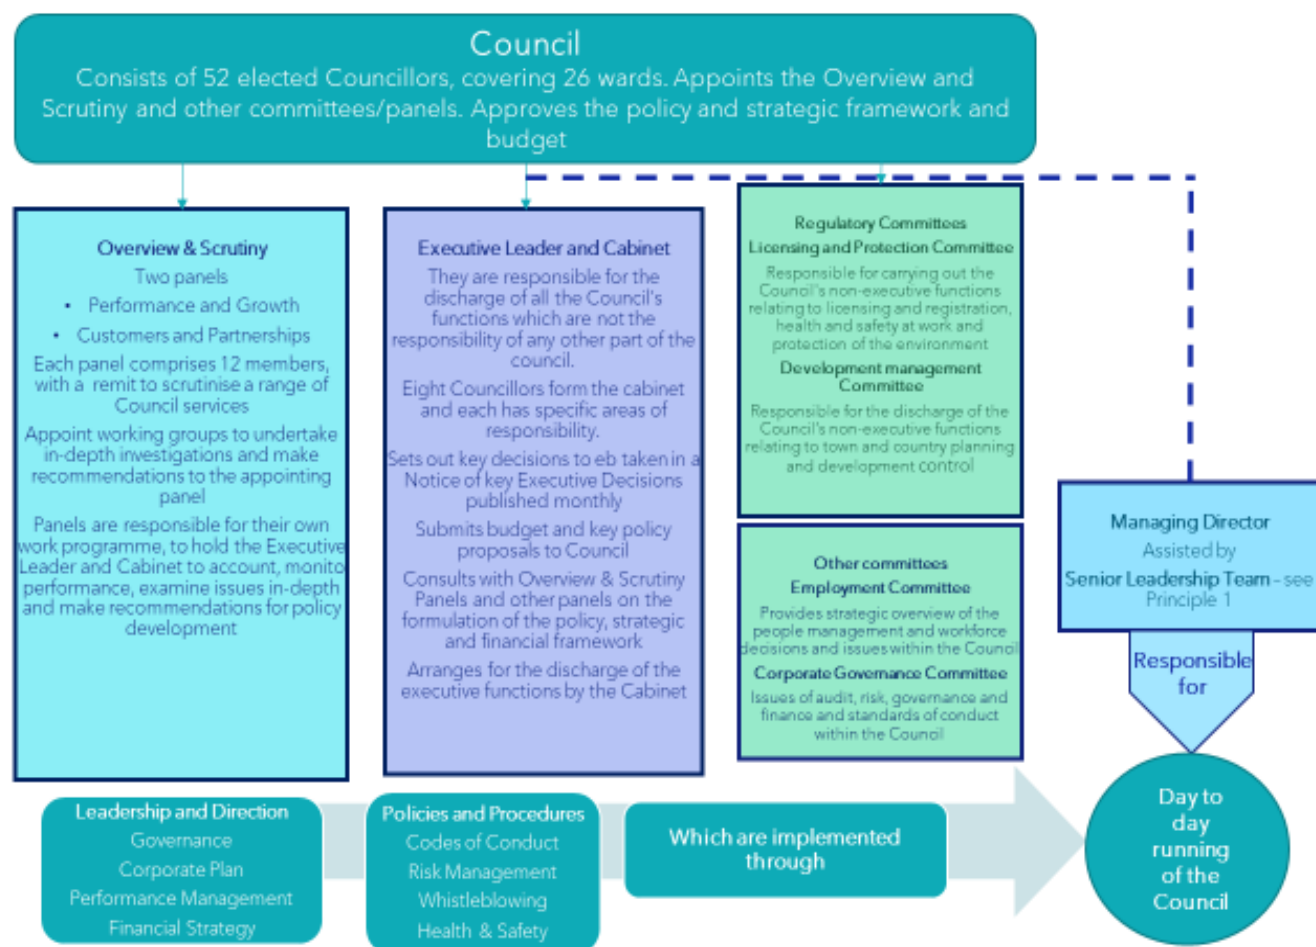 Council
Consists of 52 elected Councillors, covering 26 wards. Appoints the Overview and
Scrutiny and other committees/panels. Approves the policy and strategic framework and
budget
Overview & Scrutiny
Two panels
• Performance and Growth
• Customers and Partnerships
Each panel comprises 12 members,
with a remit to scrutinise a range of
Council services
Appoint working groups to undertake
in-depth investigations and make
recommendations to the appointing
panel
Panels are responsible for their own
work programme, to hold the Executive
Leader and Cabinet to account, monito
performance, examine issues in-depth
and make recommendations for policy
development
Executive Leader and Cabinet
They are responsible for the
discharge of all the Council's
functions which are not the
responsibility of any other part of the
council.
Eight Councillors form the cabinet
and each has specific areas of
responsibility.
Sets out key decisions to eb taken in a
Notice of key Executive Decisions
published monthly
Submits budget and key policy
proposals to Council
Consults with Overview & Scrutiny
Panels and other panels on the
formulation of the policy, strategic
and financial framework
Arranges for the discharge of the
executive functions by the Cabinet
Regulatory Committees
Licensing and Protection Committee
Responsible for carrying out the
Council's non-executive functions
relating to licensing and registration,
health and safety at work and
protection of the environment
Development management
Committee
Responsible for the discharge of the
Council's non-executive functions
relating to town and country planning
and development control
Other committees
Employment Committee
Provides strategic overview of the
people management and workforce
decisions and issues within the Council
Corporate Governance Committee
Issues of audit, risk, governance and
finance and standards of conduct
within the Council
Managing Director
Assisted by
Senior Leadership Team - see
Principle 1
Responsible
for
Day to
day
running
of the
Council
Leadership and Direction
Governance
Corporate Plan
Performance Management
Financial Strategy
Policies and Procedures
Codes of Conduct
Risk Management
Whistleblowing
Health & Safety
Which are implemented
through